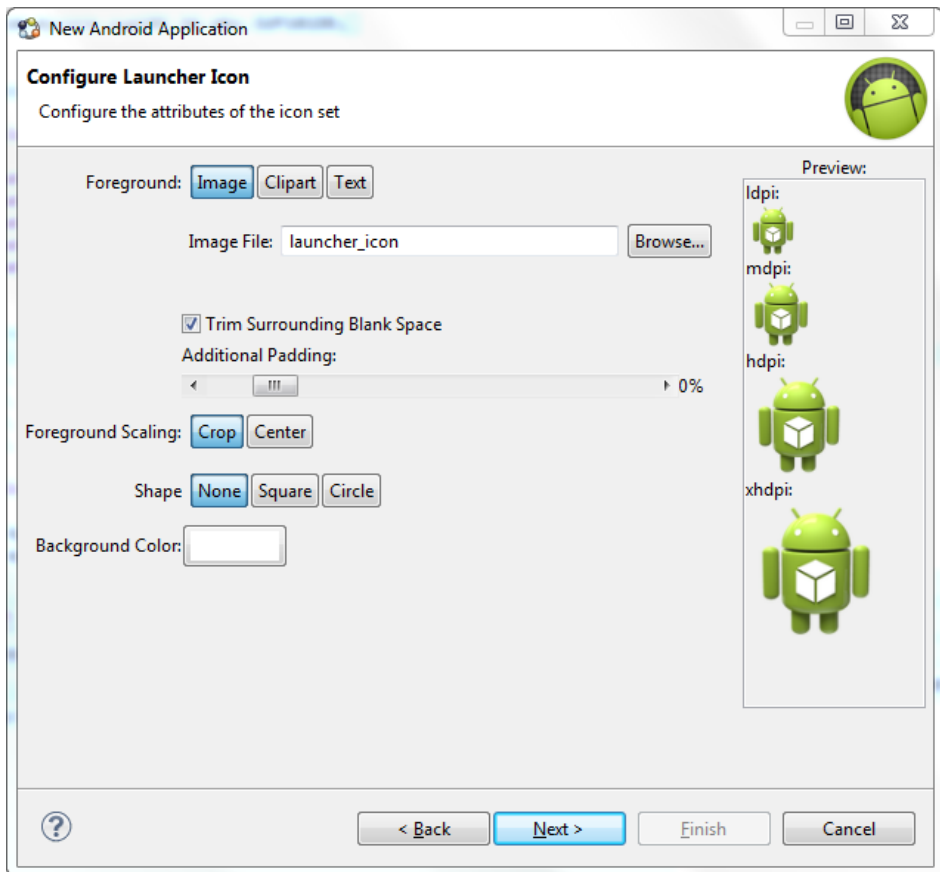 New Android Application
Configure Launcher Icon
Configure the attributes of the icon set
Foreground: Image Clipart Text
Image File: launcher_icon Browse...
Trim Surrounding Blank Space
Additional Padding:
0%
Foreground Scaling: Crop Center
Shape None Square Circle
Background Color:
Preview:
ldpi:
mdpi:
hdpi:
xhdpi:
? < Back Next > Finish Cancel